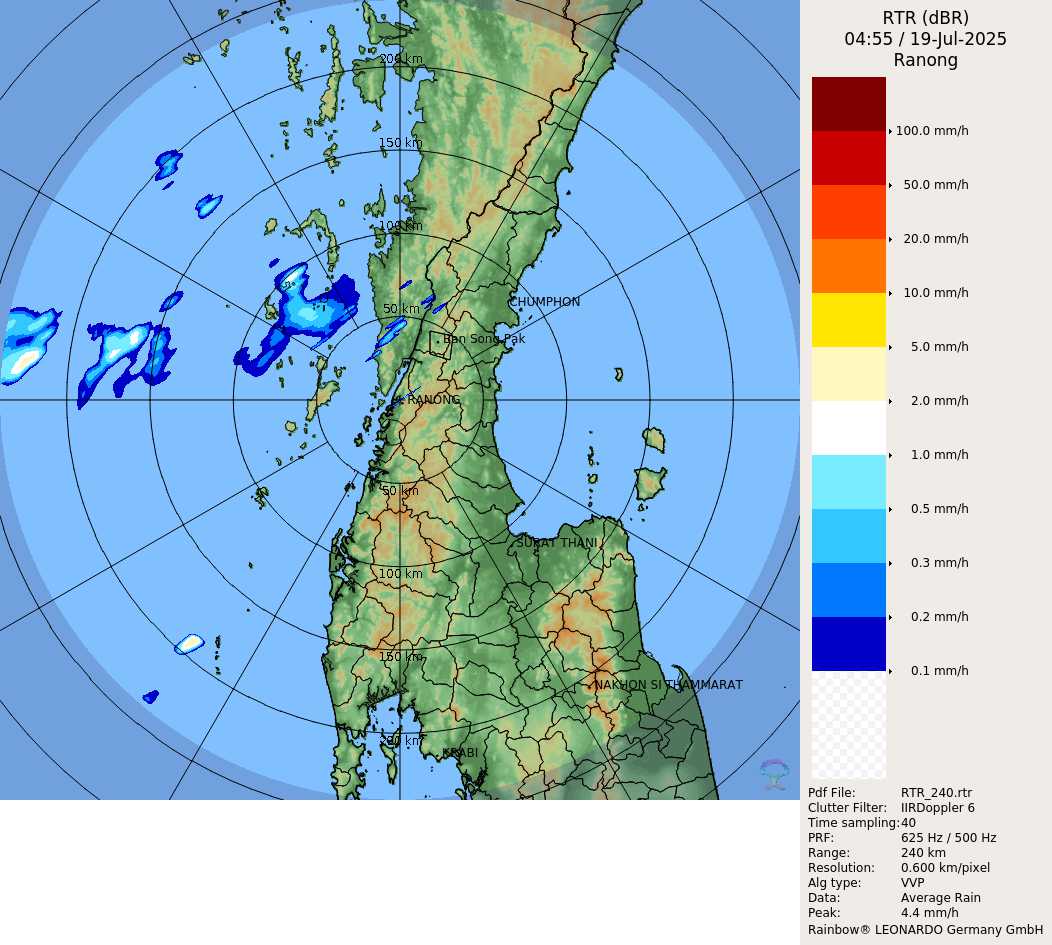 RTR (dBR)
04:55 / 19-Jul-2025
Ranong
200 km
150 km
100 km
50 km
CHUMPHON
Ban Song Pak
RANONG
50 km
SURAT THANI
100 km
150 km
NAKHON SI THAMMARAT
200 km
KRABI
100.0 mm/h
50.0 mm/h
20.0 mm/h
10.0 mm/h
5.0 mm/h
2.0 mm/h
1.0 mm/h
0.5 mm/h
0.3 mm/h
0.2 mm/h
0.1 mm/h
Pdf File: RTR_240.rtr
Clutter Filter: IIRDoppler 6
Time sampling:40
PRF: 625 Hz / 500 Hz
Range: 240 km
Resolution: 0.600 km/pixel
Alg type: VVP
Data: Average Rain
Peak: 4.4 mm/h
Rainbow® LEONARDO Germany GmbH